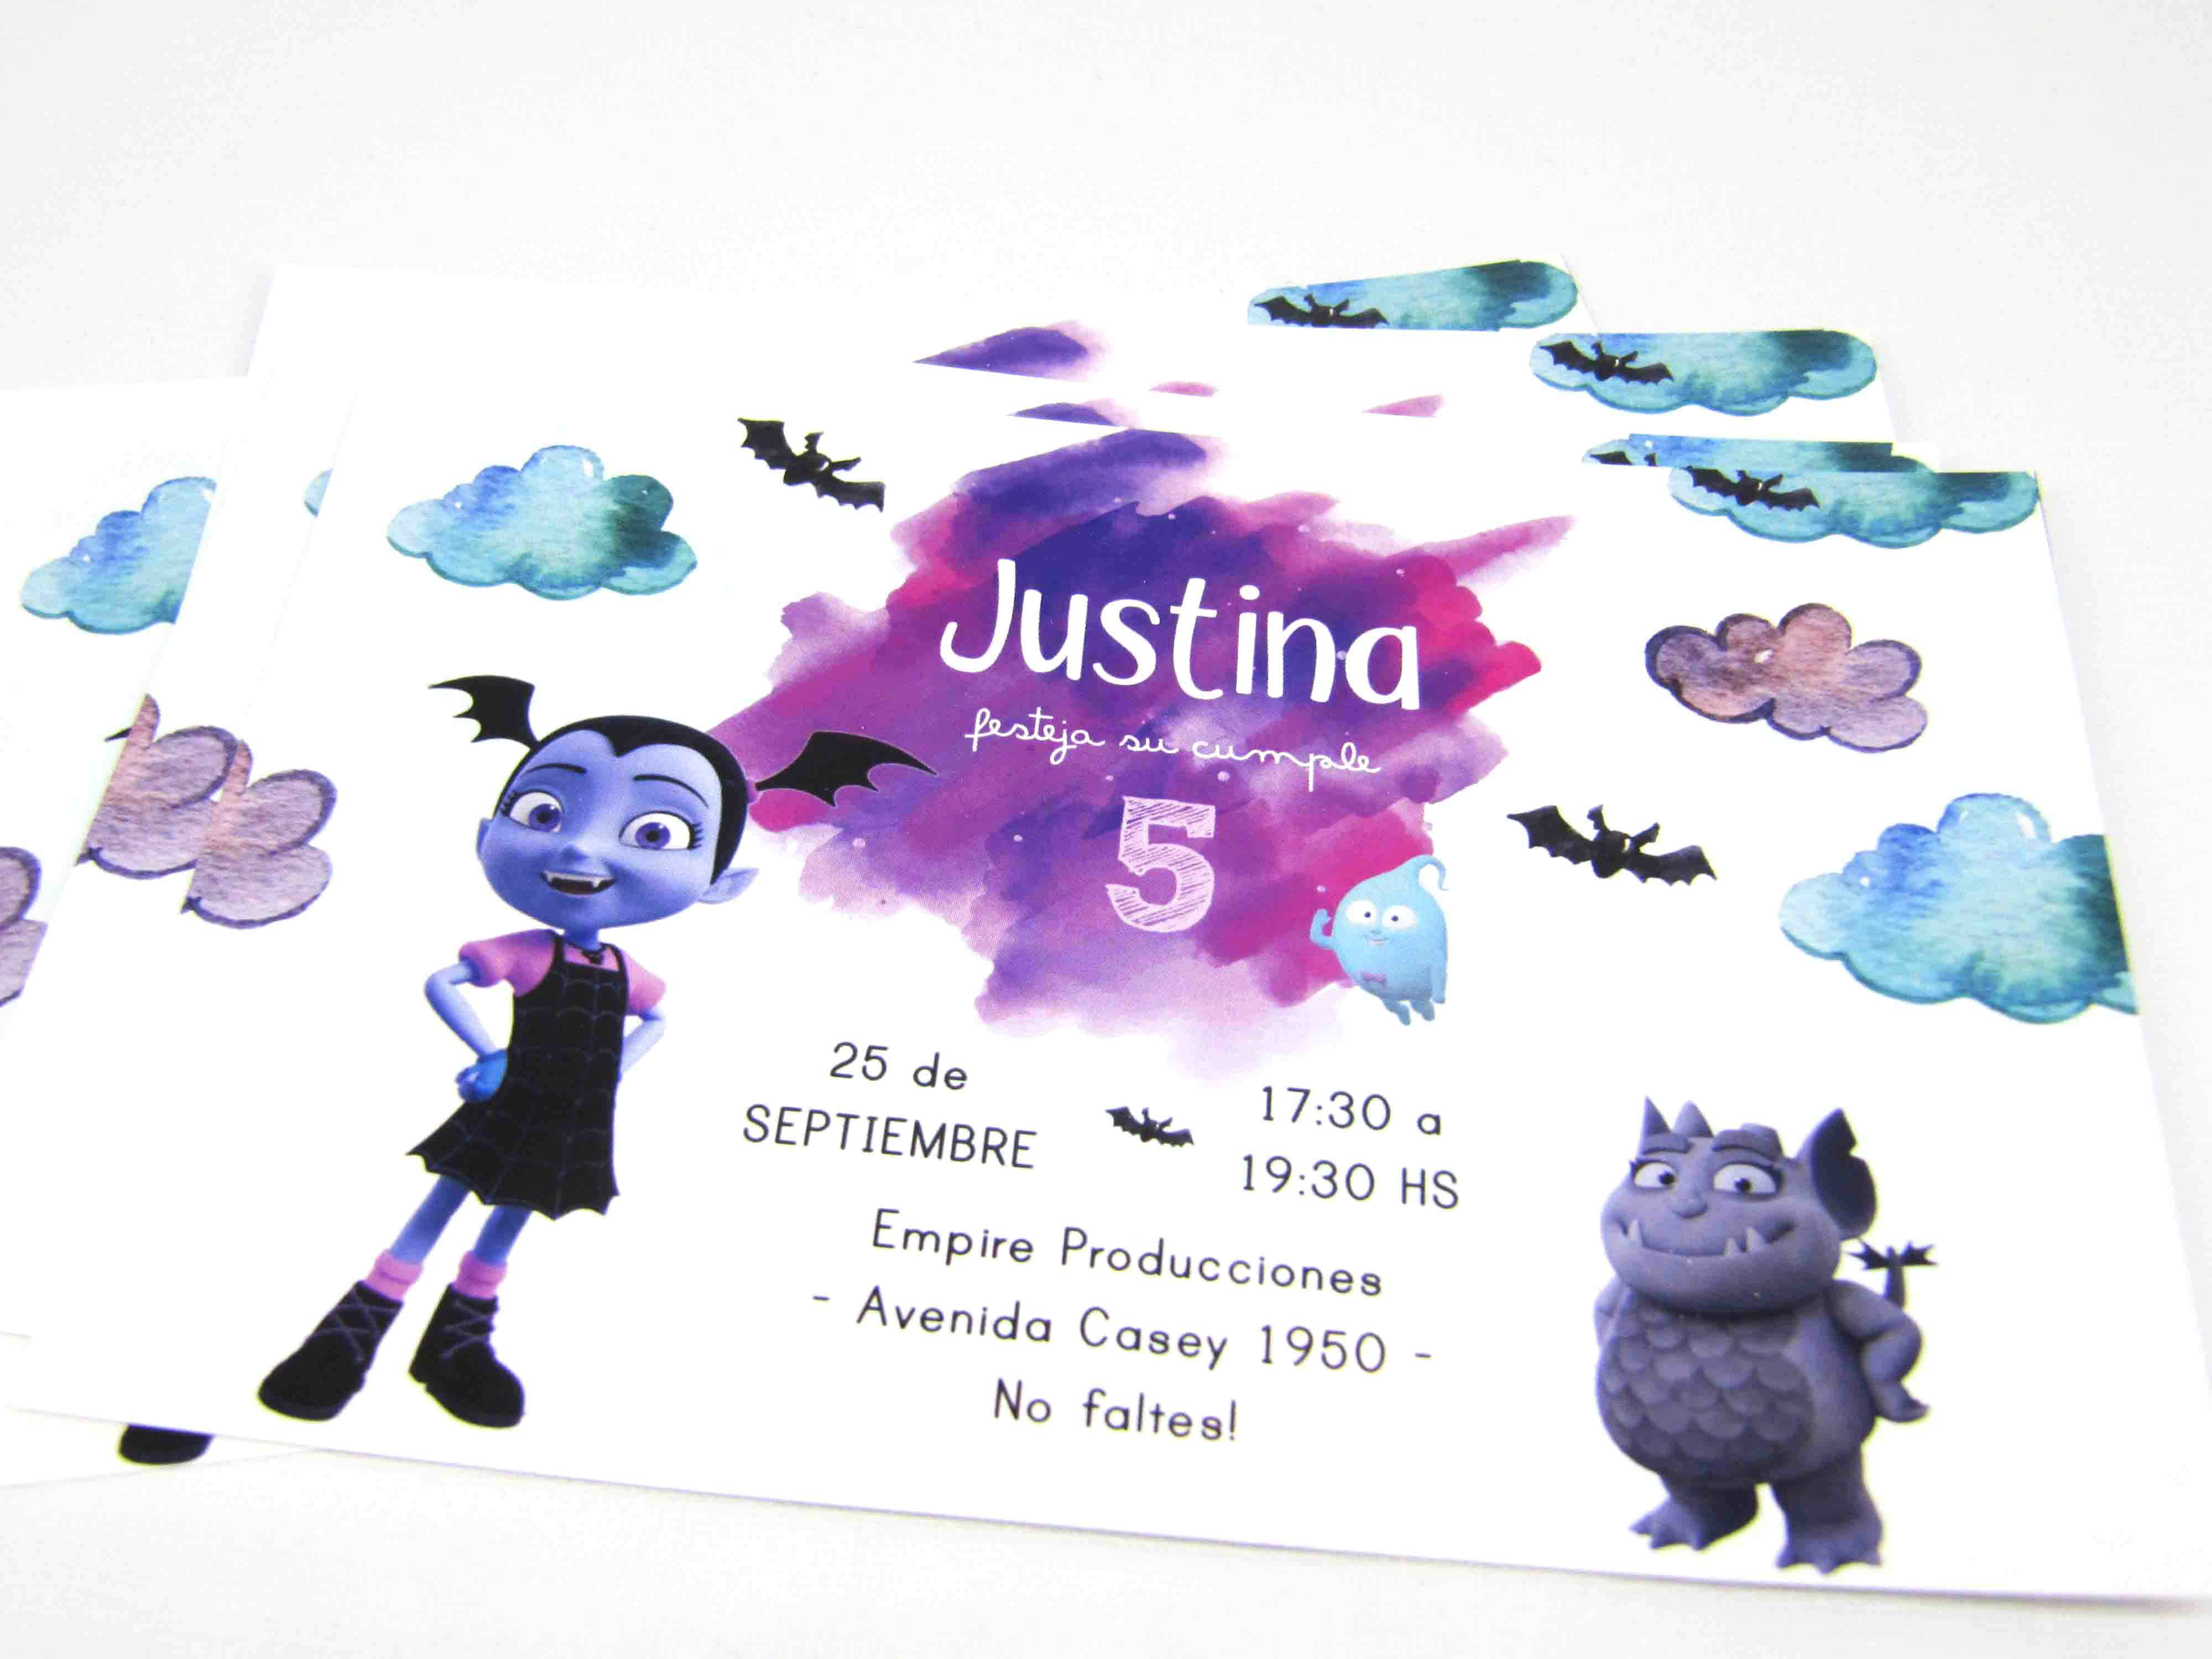 Justina
festeja su cumple
5
25 de
SEPTIEMBRE
17:30 a
19:30 HS
Empire Producciones
- Avenida Casey 1950 -
No faltes!